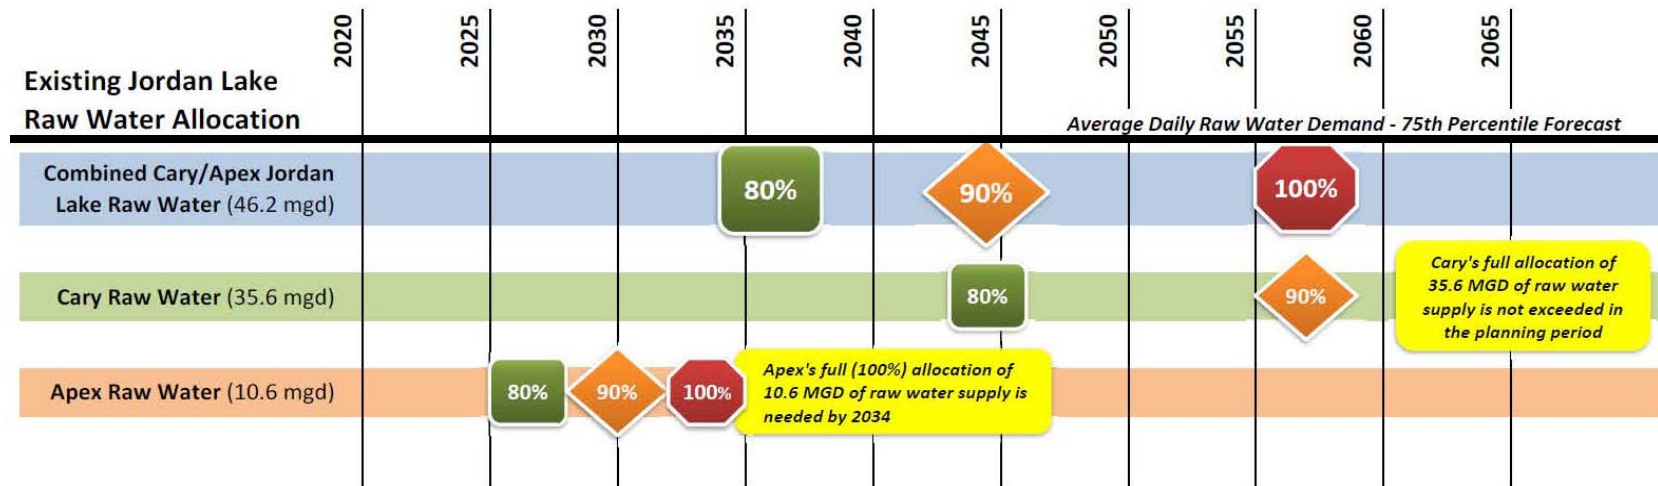 2020 2025 2030 2035 2040 2045 2050 2055 2060 2065
Existing Jordan Lake
Raw Water Allocation
Average Daily Raw Water Demand - 75th Percentile Forecast
Combined Cary/Apex Jordan
Lake Raw Water (46.2 mgd)
80% 90% 100%
Cary Raw Water (35.6 mgd)
80% 90%
Cary's full allocation of
35.6 MGD of raw water
supply is not exceeded in
the planning period
Apex Raw Water (10.6 mgd)
80% 90% 100%
Apex's full (100%) allocation of
10.6 MGD of raw water supply is
needed by 2034